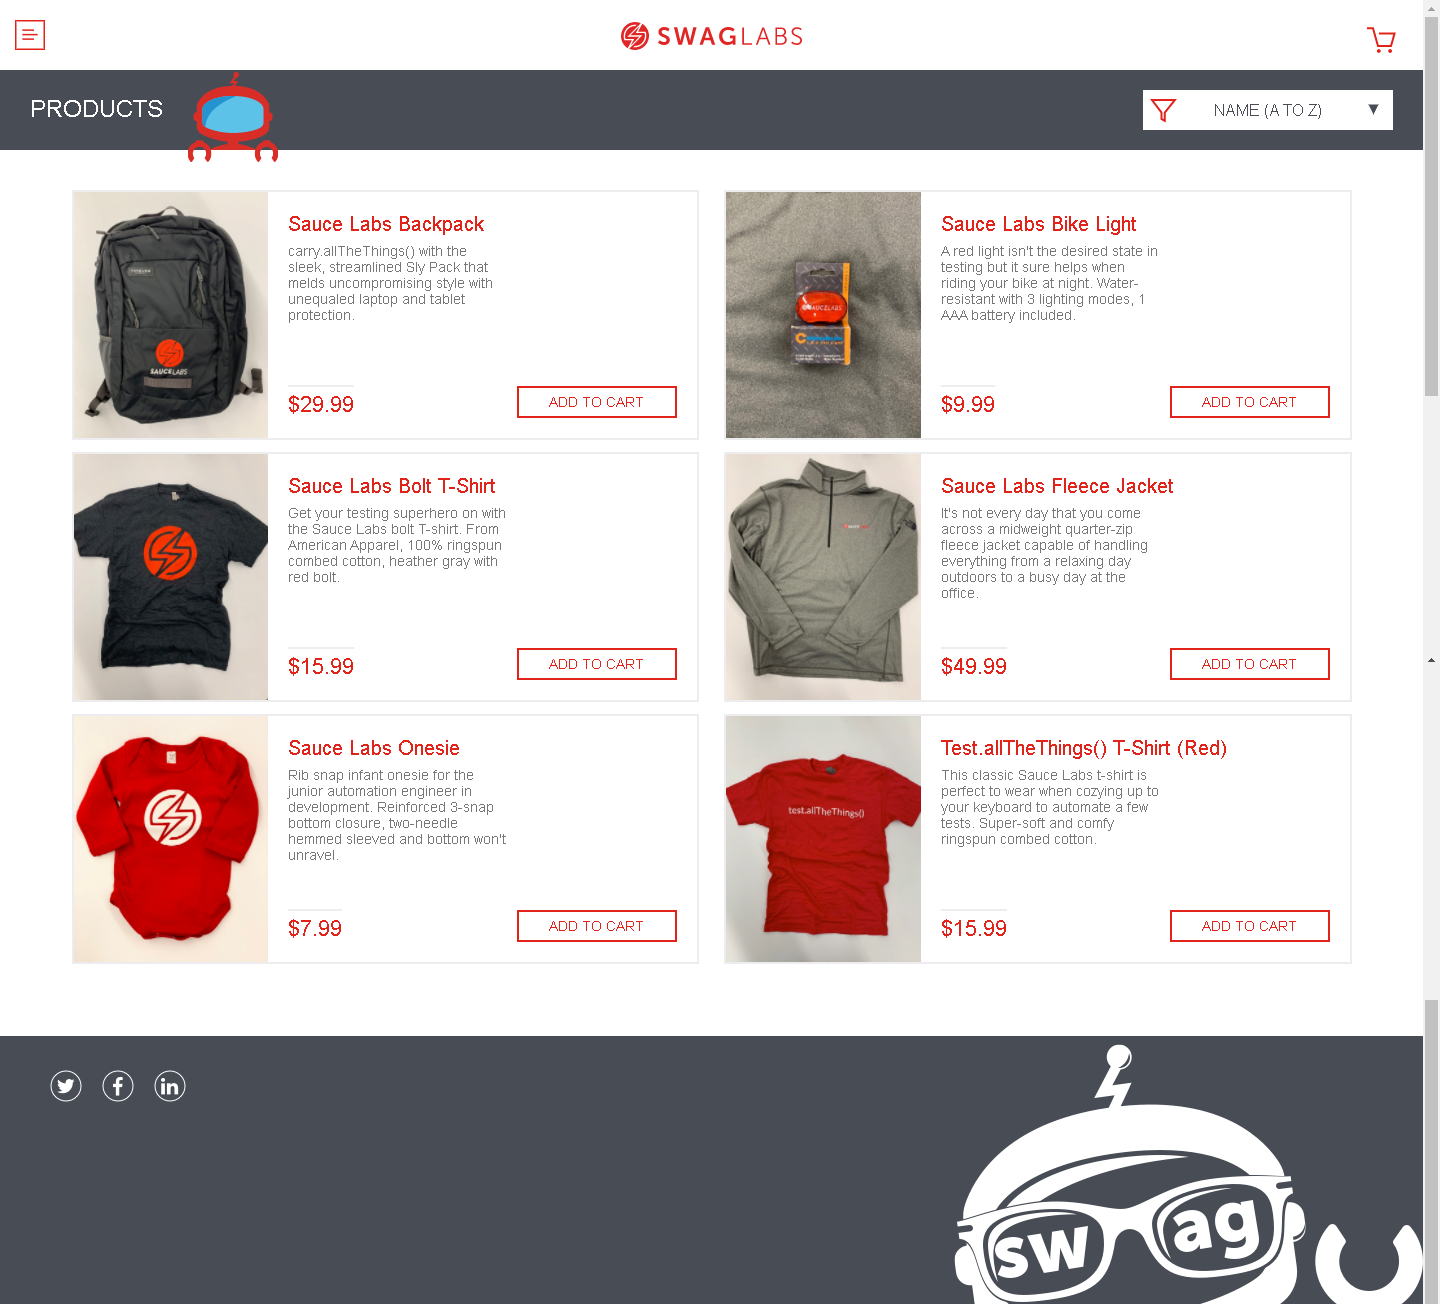 SWAGLABS
PRODUCTS
NAME (A TO Z)
Sauce Labs Backpack
carry.allTheThings() with the
sleek, streamlined Sly Pack that
melds uncompromising style with
unequaled laptop and tablet
protection.
SAUCELABS
$29.99
ADD TO CART
Sauce Labs Bike Light
A red light isn't the desired state in
testing but it sure helps when
riding your bike at night. Water-
resistant with 3 lighting modes, 1
AAA battery included.
SAUCELABS
$9.99
ADD TO CART
Sauce Labs Bolt T-Shirt
Get your testing superhero on with
the Sauce Labs bolt T-shirt. From
American Apparel, 100% ringspun
combed cotton, heather gray with
red bolt.
$15.99
ADD TO CART
Sauce Labs Fleece Jacket
It's not every day that you come
across a midweight quarter-zip
fleece jacket capable of handling
everything from a relaxing day
outdoors to a busy day at the
office.
$49.99
ADD TO CART
Sauce Labs Onesie
Rib snap infant onesie for the
junior automation engineer in
development. Reinforced 3-snap
bottom closure, two-needle
hemmed sleeved and bottom won't
unravel.
$7.99
ADD TO CART
Test.allTheThings() T-Shirt (Red)
This classic Sauce Labs t-shirt is
perfect to wear when cozying up to
your keyboard to automate a few
tests. Super-soft and comfy
ringspun combed cotton.
test.allTheThings()
$15.99
ADD TO CART
sw ag